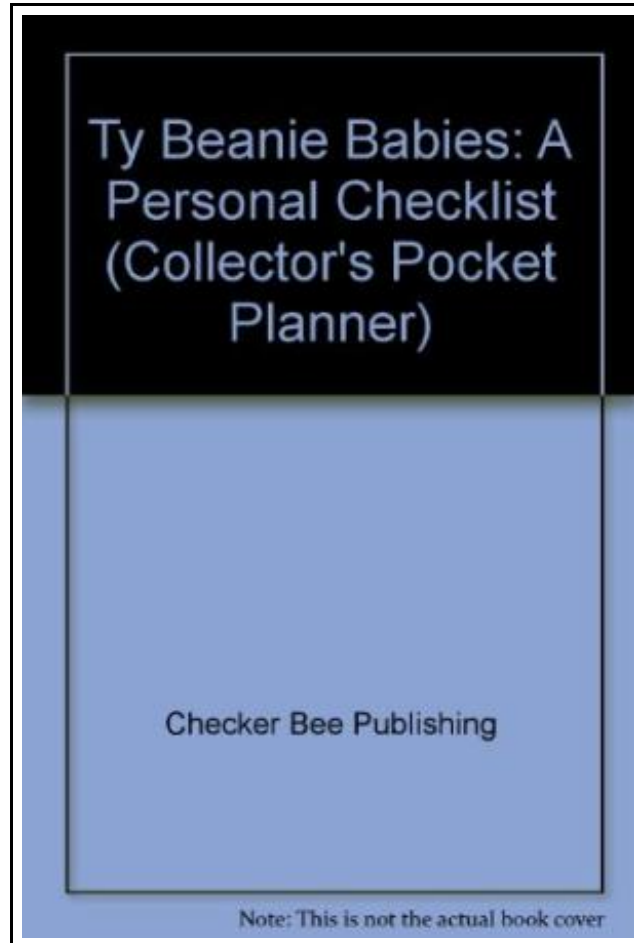 Ty Beanie Babies: A
Personal Checklist
(Collector's Pocket
Planner)
Checker Bee Publishing
Note: This is not the actual book cover